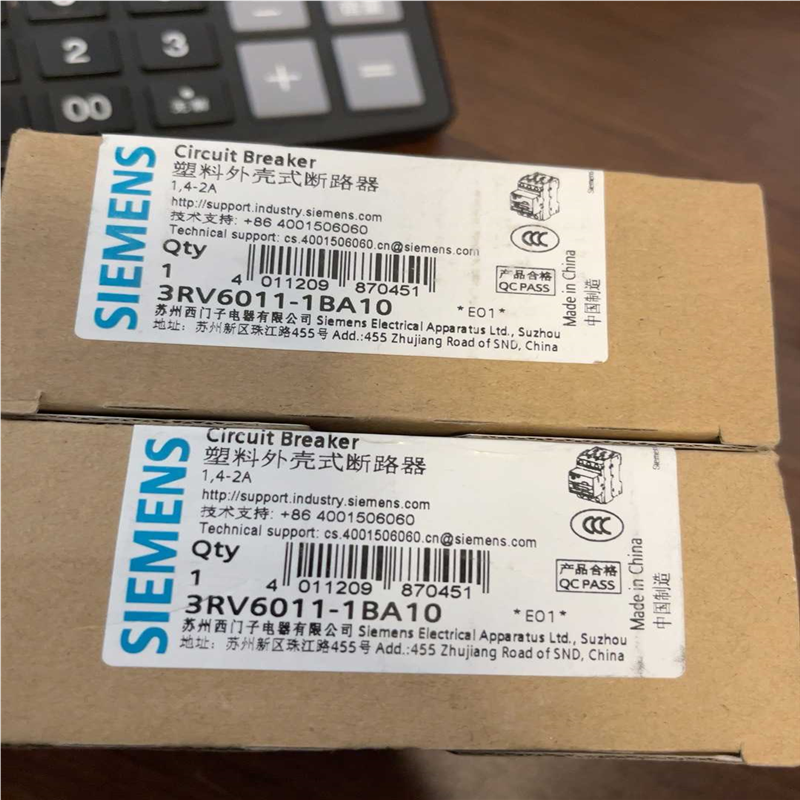 2
3
+
=
00
SIEMENS
Circuit Breaker
塑料外壳式断路器
1,4-2A
http://support.industry.siemens.com
技术支持: +86 4001506060
Technical support: cs.4001506060.cn@siemens.com
Qty
1
4 011209 870451
3RV6011-1BA10
*E01*
苏州西门子电器有限公司 Siemens Electrical Apparatus Ltd., Suzhou
地址: 苏州新区珠江路455号 Add.:455 Zhujiang Road of SND, China
CCC
产品合格
QC PASS
Made in China
中国制造
SIEMENS
Circuit Breaker
塑料外壳式断路器
1,4-2A
http://support.industry.siemens.com
技术支持: +86 4001506060
Technical support: cs.4001506060.cn@siemens.com
Qty
1
4 011209 870451
3RV6011-1BA10
*E01*
苏州西门子电器有限公司 Siemens Electrical Apparatus Ltd., Suzhou
地址: 苏州新区珠江路455号 Add.:455 Zhujiang Road of SND, China
CCC
产品合格
QC PASS
Made in China
中国制造